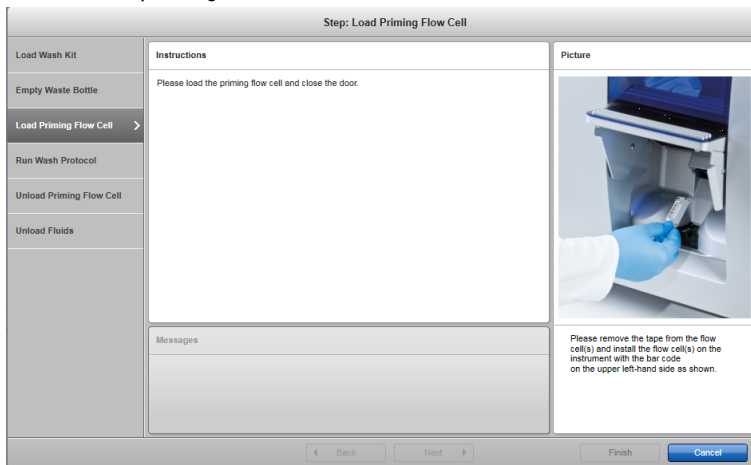 Step: Load Priming Flow Cell
Load Wash Kit
Empty Waste Bottle
Load Priming Flow Cell
Run Wash Protocol
Unload Priming Flow Cell
Unload Fluids
Instructions
Please load the priming flow cell and close the door.
Messages
Picture
Please remove the tape from the flow
cell(s) and install the flow cell(s) on the
instrument with the bar code
on the upper left-hand side as shown.
Back
Next
Finish
Cancel